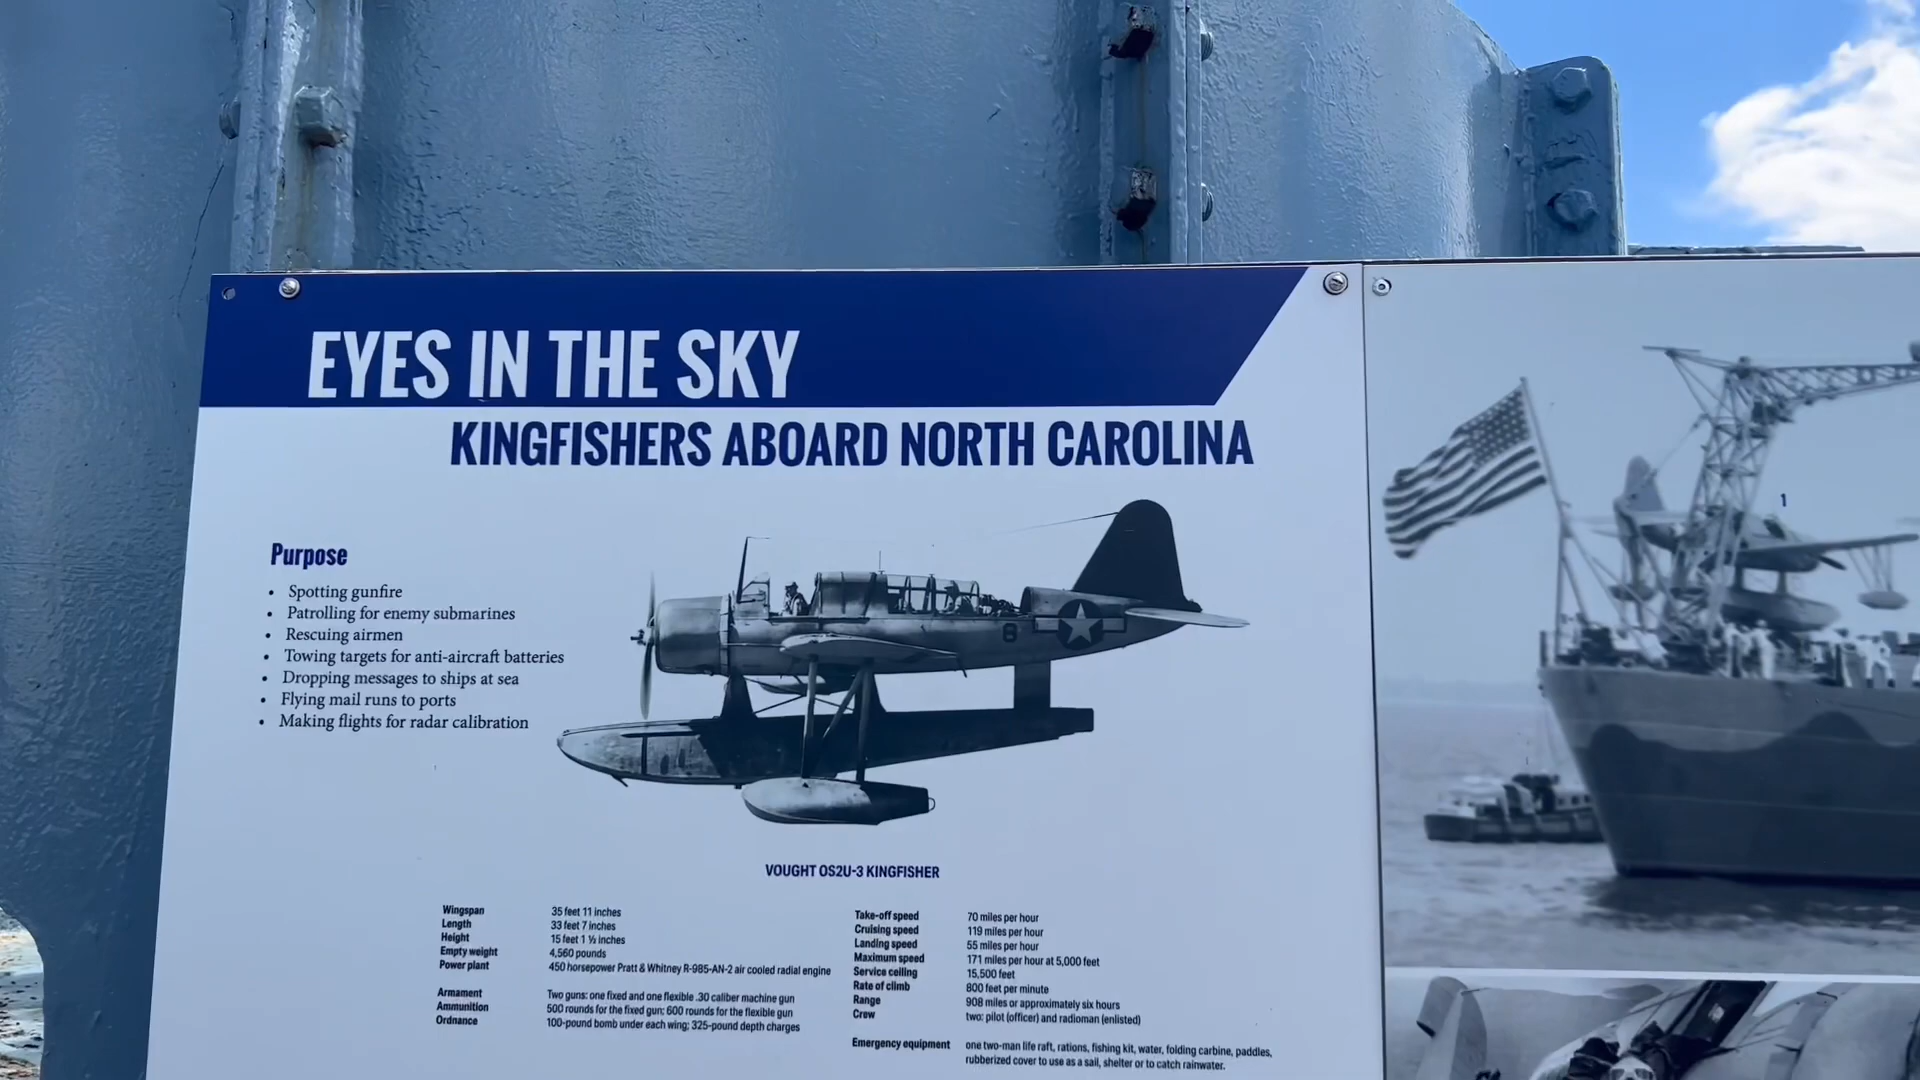 EYES IN THE SKY
KINGFISHERS ABOARD NORTH CAROLINA
Purpose
• Spotting gunfire
• Patrolling for enemy submarines
• Rescuing airmen
• Towing targets for anti-aircraft batteries
• Dropping messages to ships at sea
• Flying mail runs to ports
• Making flights for radar calibration
6
1
VOUGHT OS2U-3 KINGFISHER
Wingspan 35 feet 11 inches
Length 33 feet 7 inches
Height 15 feet 1 ½ inches
Empty weight 4,560 pounds
Power plant 450 horsepower Pratt & Whitney R-985-AN-2 air cooled radial engine
Armament Two guns: one fixed and one flexible .30 caliber machine gun
Ammunition 500 rounds for the fixed gun; 600 rounds for the flexible gun
Ordnance 100-pound bomb under each wing; 325-pound depth charges
Take-off speed 70 miles per hour
Cruising speed 119 miles per hour
Landing speed 55 miles per hour
Maximum speed 171 miles per hour at 5,000 feet
Service ceiling 15,500 feet
Rate of climb 800 feet per minute
Range 908 miles or approximately six hours
Crew two: pilot (officer) and radioman (enlisted)
Emergency equipment one two-man life raft, rations, fishing kit, water, folding carbine, paddles,
rubberized cover to use as a sail, shelter or to catch rainwater.